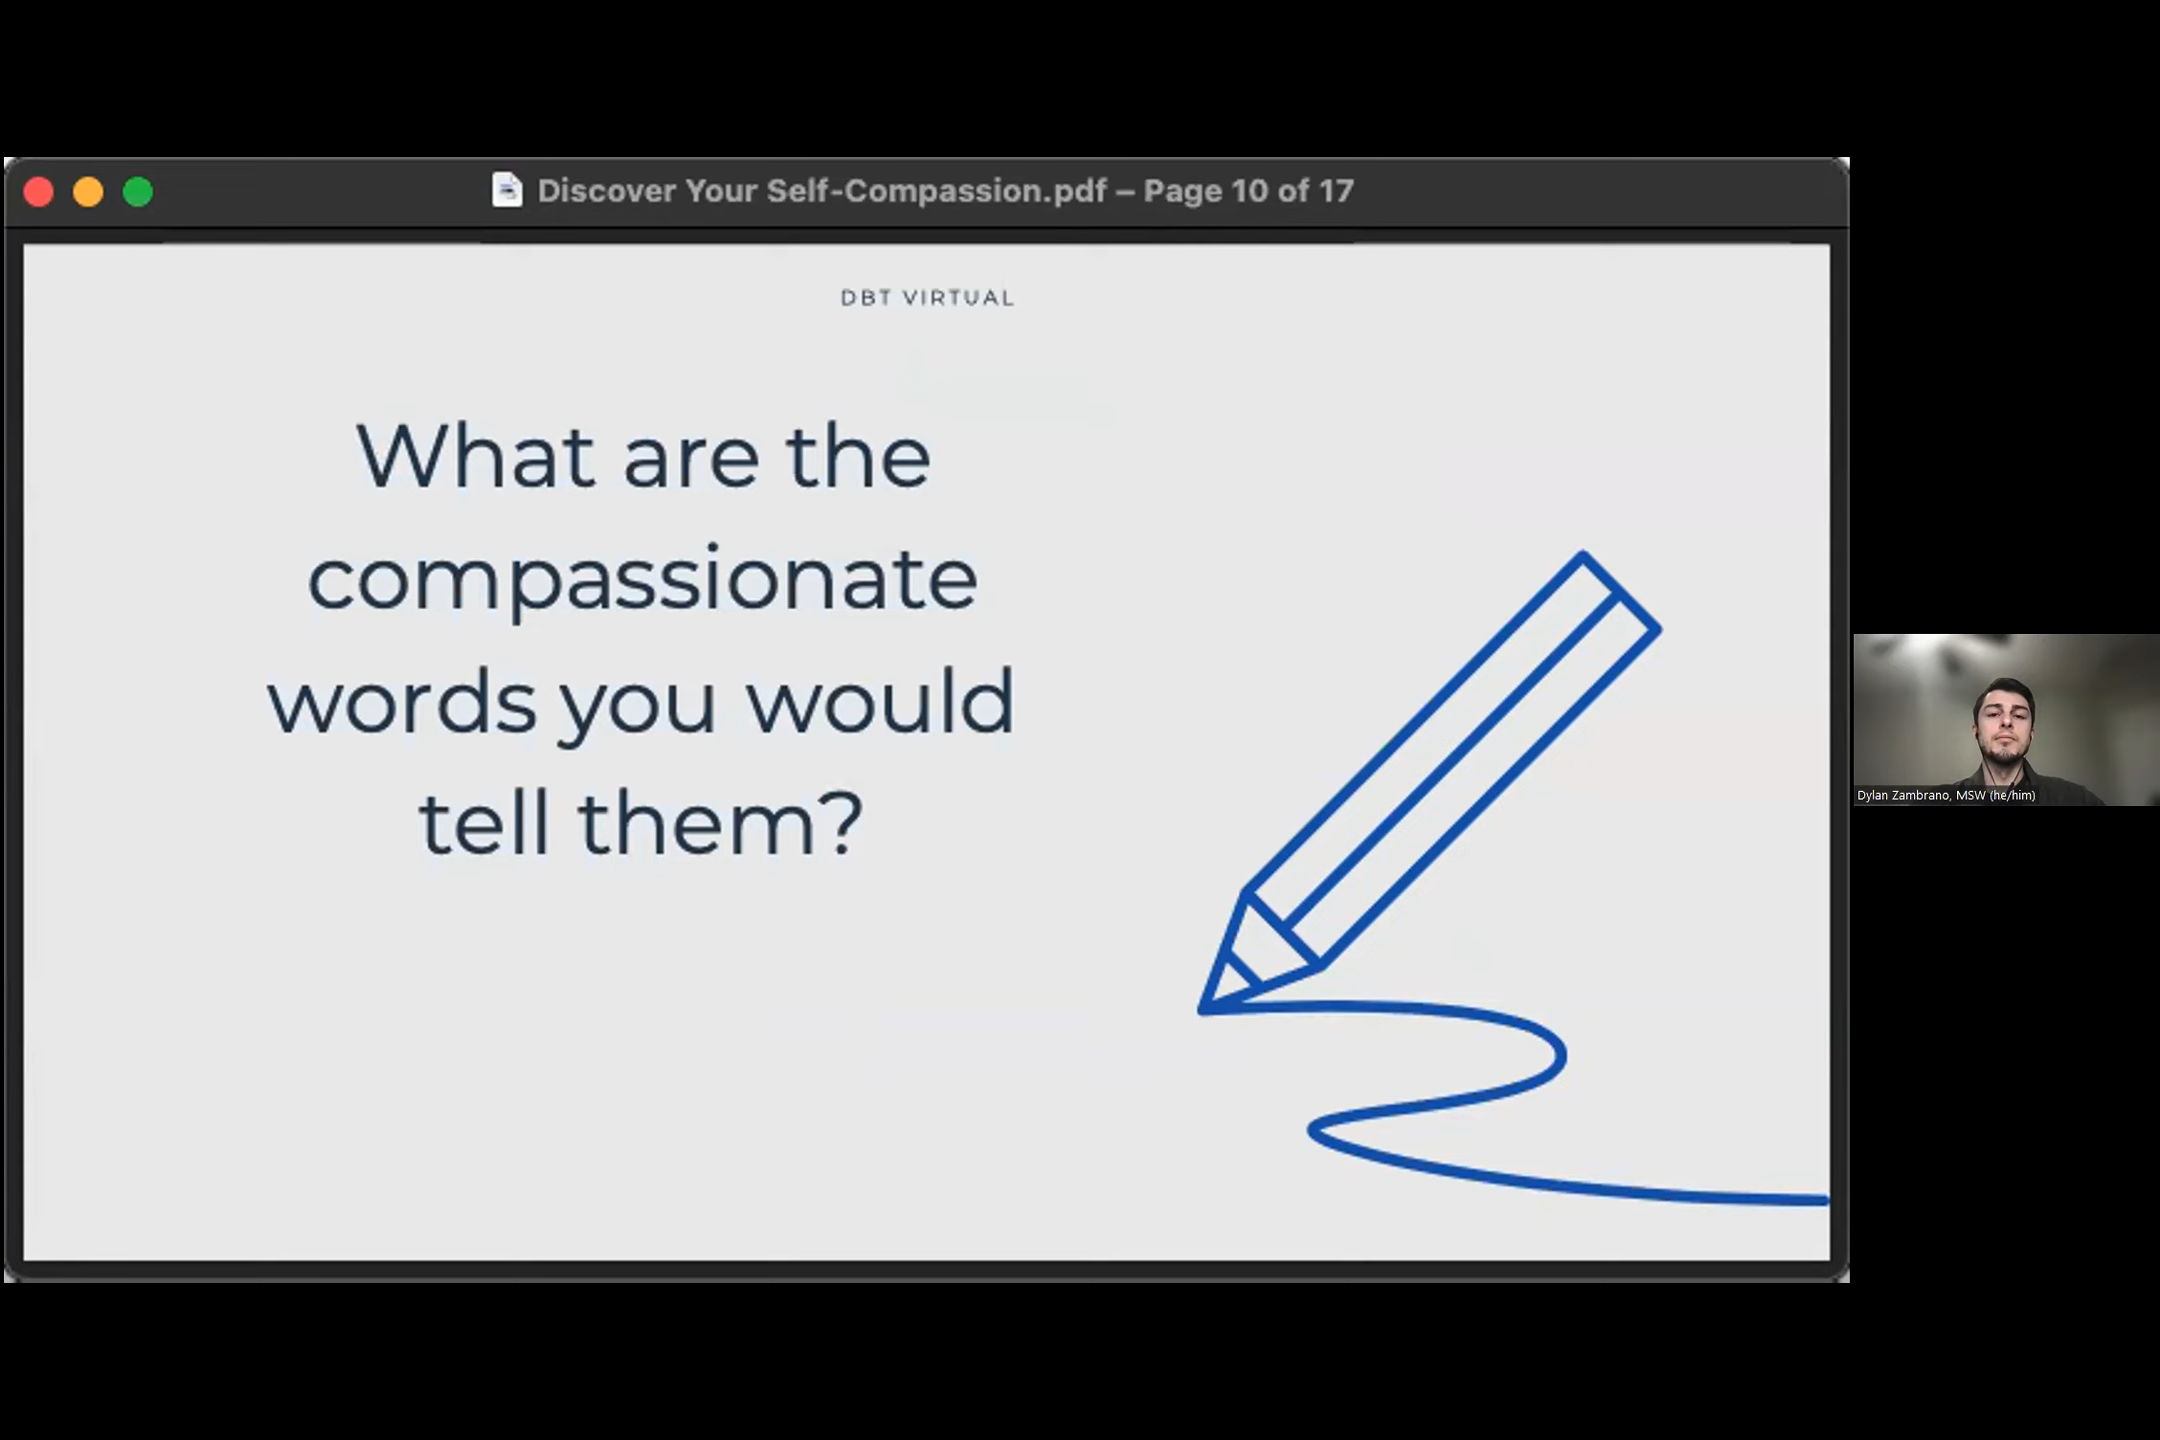 Discover Your Self-Compassion.pdf – Page 10 of 17
DBT VIRTUAL
What are the
compassionate
words you would
tell them?
Dylan Zambrano, MSW (he/him)